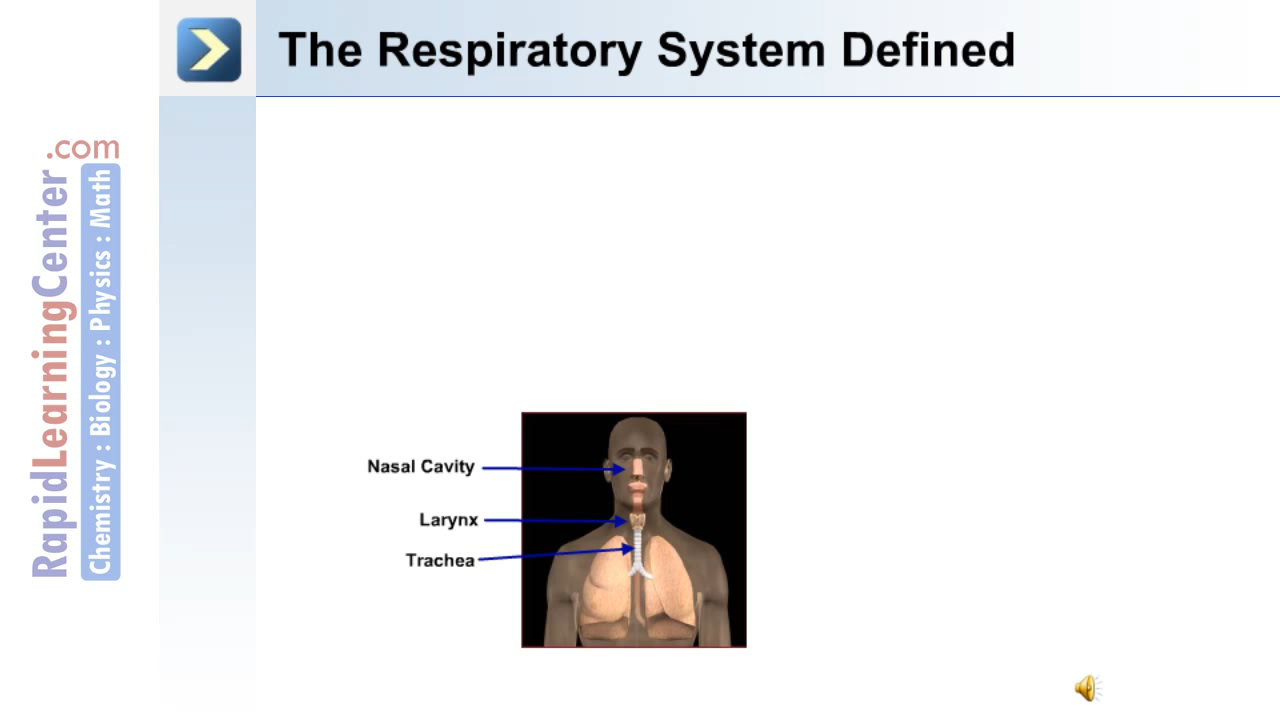 The Respiratory System Defined
RapidLearningCenter.com
Chemistry : Biology : Physics : Math
Nasal Cavity
Larynx
Trachea